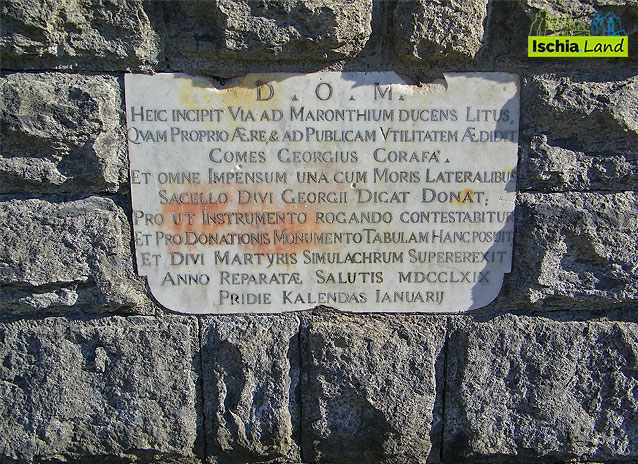 Ischia Land
D . O . M .
HEIC INCIPIT VIA AD MARONTHIUM DUCENS LITUS,
QVAM PROPRIO ÆRE, & AD PUBLICAM VTILITATEM ÆDIDIT
COMES GEORGIUS CORAFA'.
ET OMNE IMPENSUM UNA CUM MORIS LATERALIBUS
SACELLO DIVI GEORGII DICAT DONAT;
PRO UT INSTRUMENTO ROGANDO CONTESTABITUR
ET PRO DONATIONIS MONUMENTO TABULAM HANC POSUIT
ET DIVI MARTYRIS SIMULACHRUM SUPEREREXIT
ANNO REPARATÆ SALUTIS MDCCLXIX
PRIDIE KALENDAS IANUARIJ